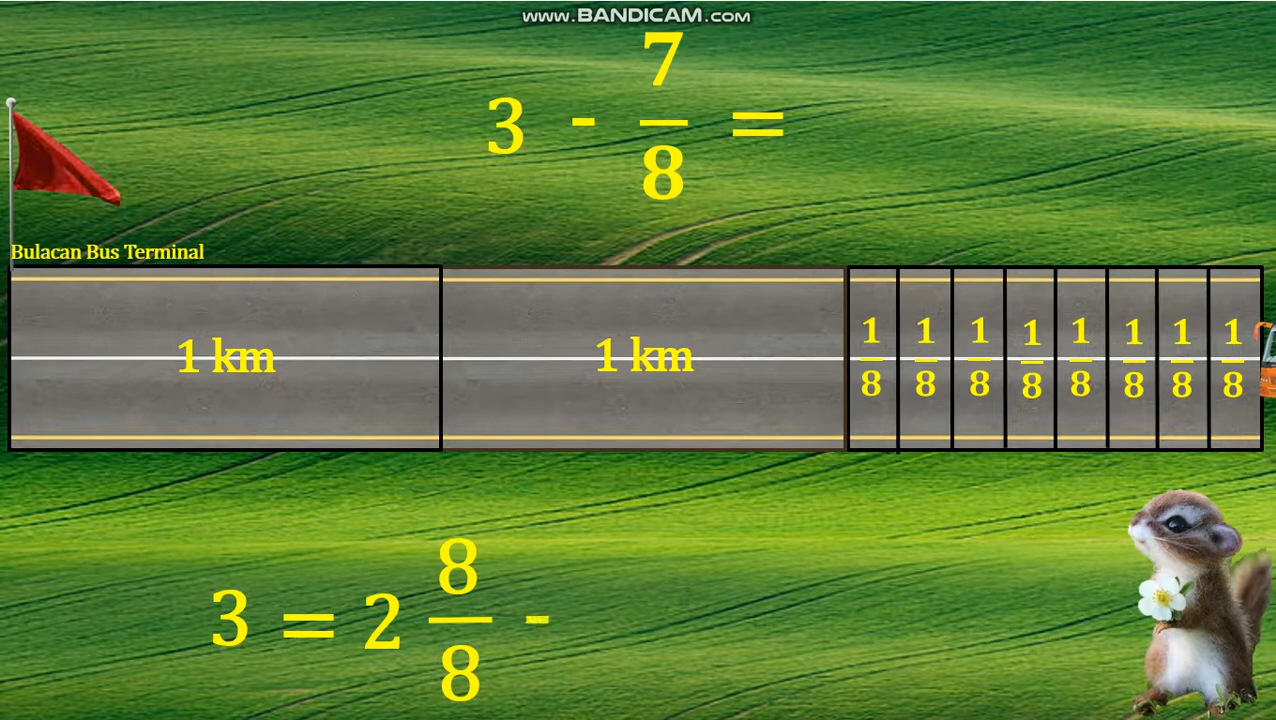 www.BANDICAM.com
3 - 7/8 =
Bulacan Bus Terminal
1 km 1 km 1/8 1/8 1/8 1/8 1/8 1/8 1/8 1/8
3 = 2 8/8 -